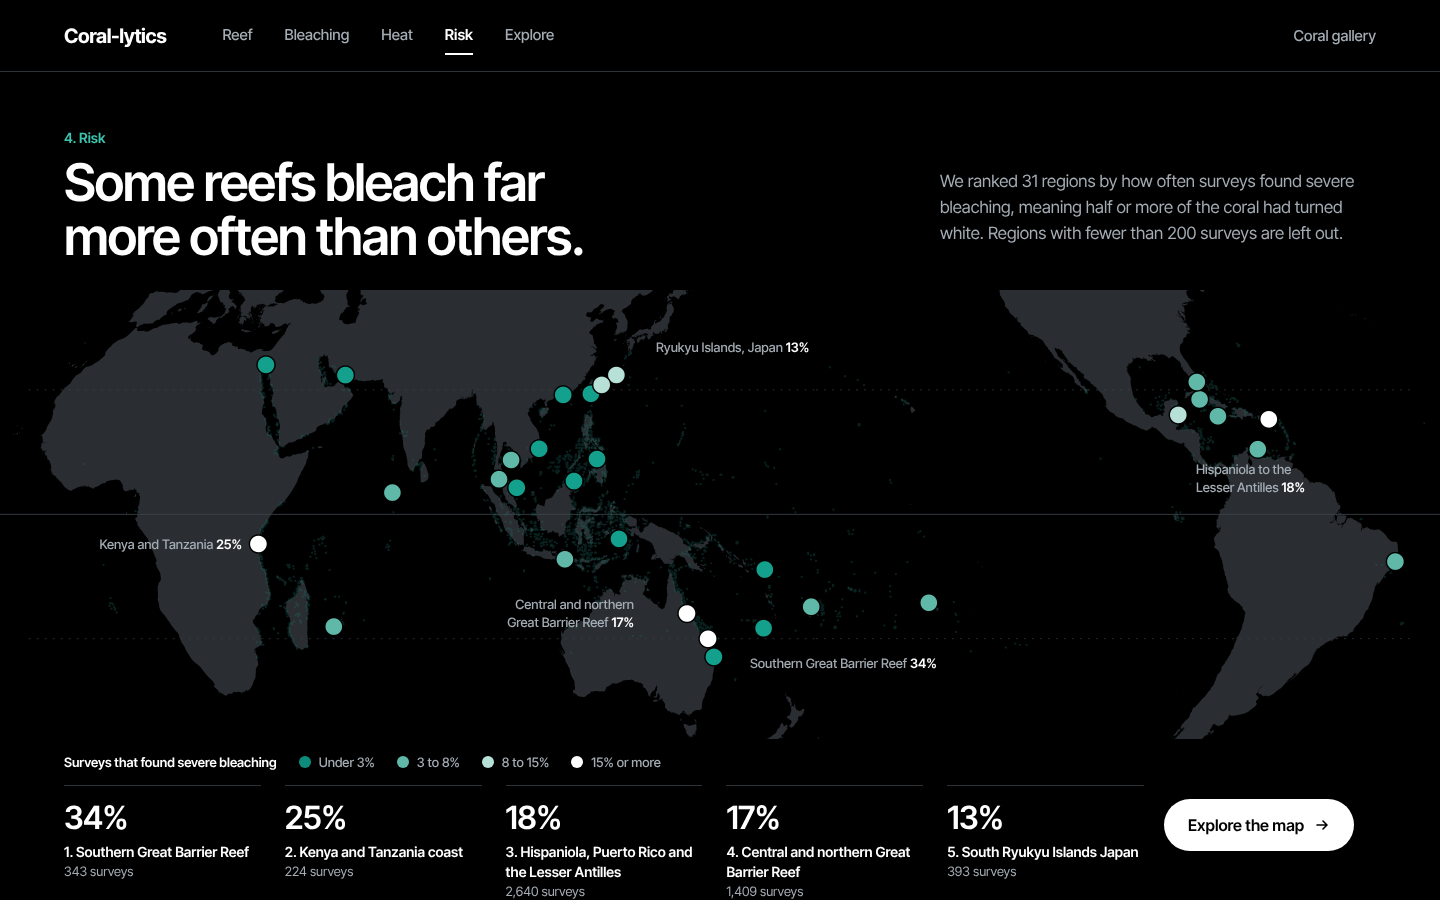 Coral-lytics
Reef
Bleaching
Heat
Risk
Explore
Coral gallery
4. Risk
Some reefs bleach far
more often than others.
We ranked 31 regions by how often surveys found severe
bleaching, meaning half or more of the coral had turned
white. Regions with fewer than 200 surveys are left out.
Ryukyu Islands, Japan 13%
Hispaniola to the
Lesser Antilles 18%
Kenya and Tanzania 25%
Central and northern
Great Barrier Reef 17%
Southern Great Barrier Reef 34%
Surveys that found severe bleaching
Under 3%
3 to 8%
8 to 15%
15% or more
34%
1. Southern Great Barrier Reef
343 surveys
25%
2. Kenya and Tanzania coast
224 surveys
18%
3. Hispaniola, Puerto Rico and
the Lesser Antilles
2,640 surveys
17%
4. Central and northern Great
Barrier Reef
1,409 surveys
13%
5. South Ryukyu Islands Japan
393 surveys
Explore the map →